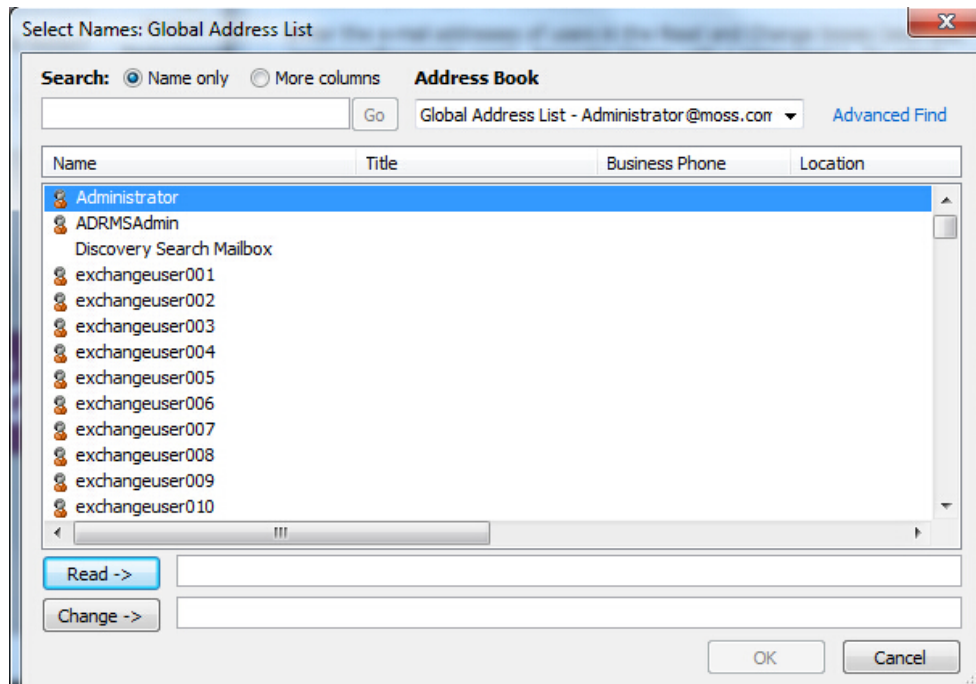 Select Names: Global Address List
Search: Name only More columns Address Book
Go Global Address List - Administrator@moss.com Advanced Find
Name Title Business Phone Location
Administrator
ADRMSAdmin
Discovery Search Mailbox
exchangeuser001
exchangeuser002
exchangeuser003
exchangeuser004
exchangeuser005
exchangeuser006
exchangeuser007
exchangeuser008
exchangeuser009
exchangeuser010
Read ->
Change ->
OK Cancel